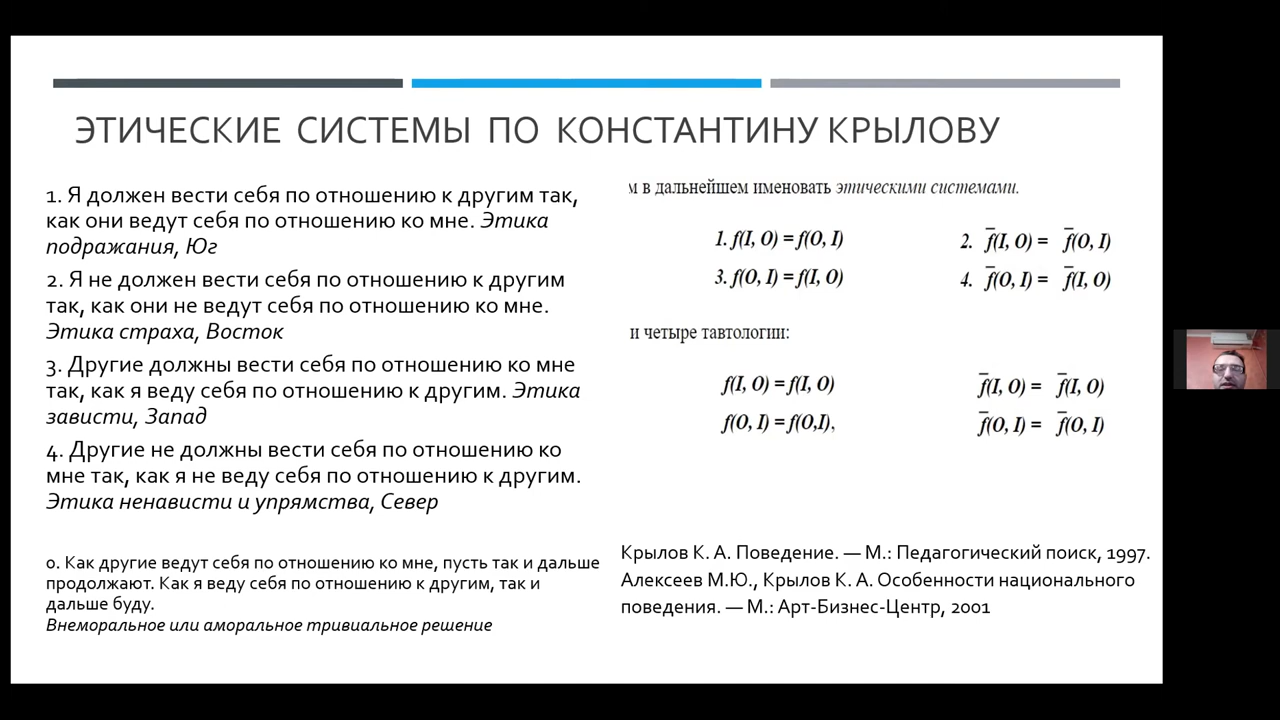 ЭТИЧЕСКИЕ СИСТЕМЫ ПО КОНСТАНТИНУ КРЫЛОВУ
1. Я должен вести себя по отношению к другим так,
как они ведут себя по отношению ко мне. Этика
подражания, Юг
2. Я не должен вести себя по отношению к другим
так, как они не ведут себя по отношению ко мне.
Этика страха, Восток
3. Другие должны вести себя по отношению ко мне
так, как я веду себя по отношению к другим. Этика
зависти, Запад
4. Другие не должны вести себя по отношению ко
мне так, как я не веду себя по отношению к другим.
Этика ненависти и упрямства, Север
0. Как другие ведут себя по отношению ко мне, пусть так и дальше
продолжают. Как я веду себя по отношению к другим, так и
дальше буду.
Внеморальное или аморальное тривиальное решение
м в дальнейшем именовать этическими системами.
1. f(I, O) = f(O, I) 2. f̅(I, O) = f̅(O, I)
3. f(O, I) = f(I, O) 4. f̅(O, I) = f̅(I, O)
и четыре тавтологии:
f(I, O) = f(I, O) f̅(I, O) = f̅(I, O)
f(O, I) = f(O,I), f̅(O, I) = f̅(O, I)
Крылов К. А. Поведение. — М.: Педагогический поиск, 1997.
Алексеев М.Ю., Крылов К. А. Особенности национального
поведения. — М.: Арт-Бизнес-Центр, 2001